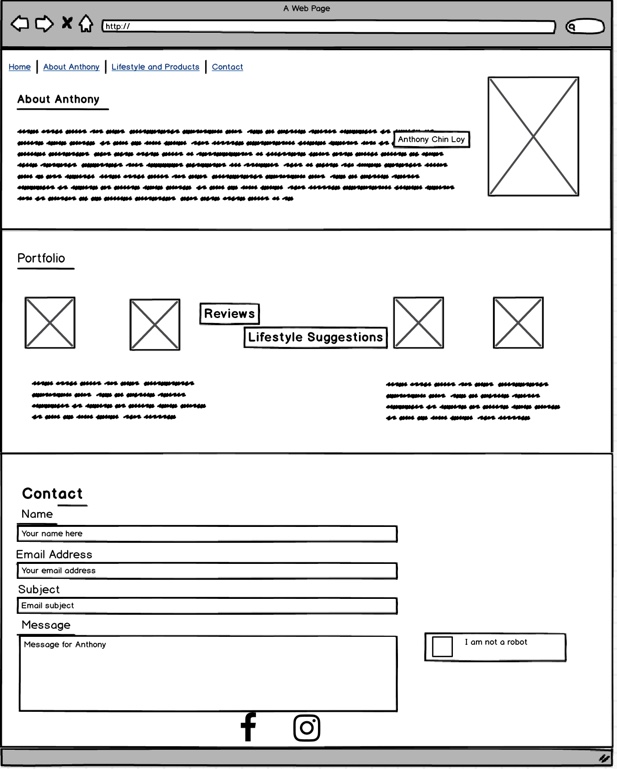 A Web Page
http://
Home About Anthony Lifestyle and Products Contact
About Anthony
Anthony Chin Loy
Portfolio
Reviews
Lifestyle Suggestions
Contact
Name
Your name here
Email Address
Your email address
Subject
Email subject
Message
Message for Anthony
I am not a robot